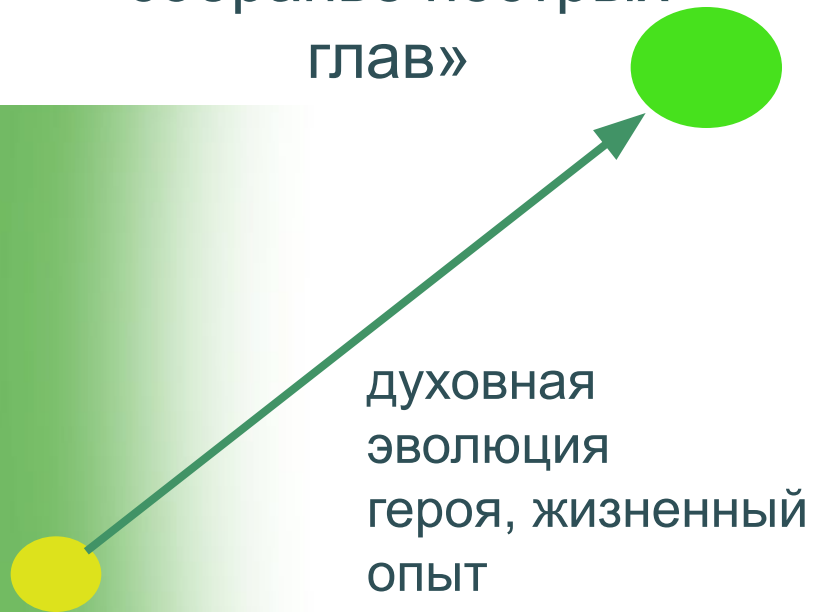 глав»
духовная
эволюция
героя, жизненный
опыт